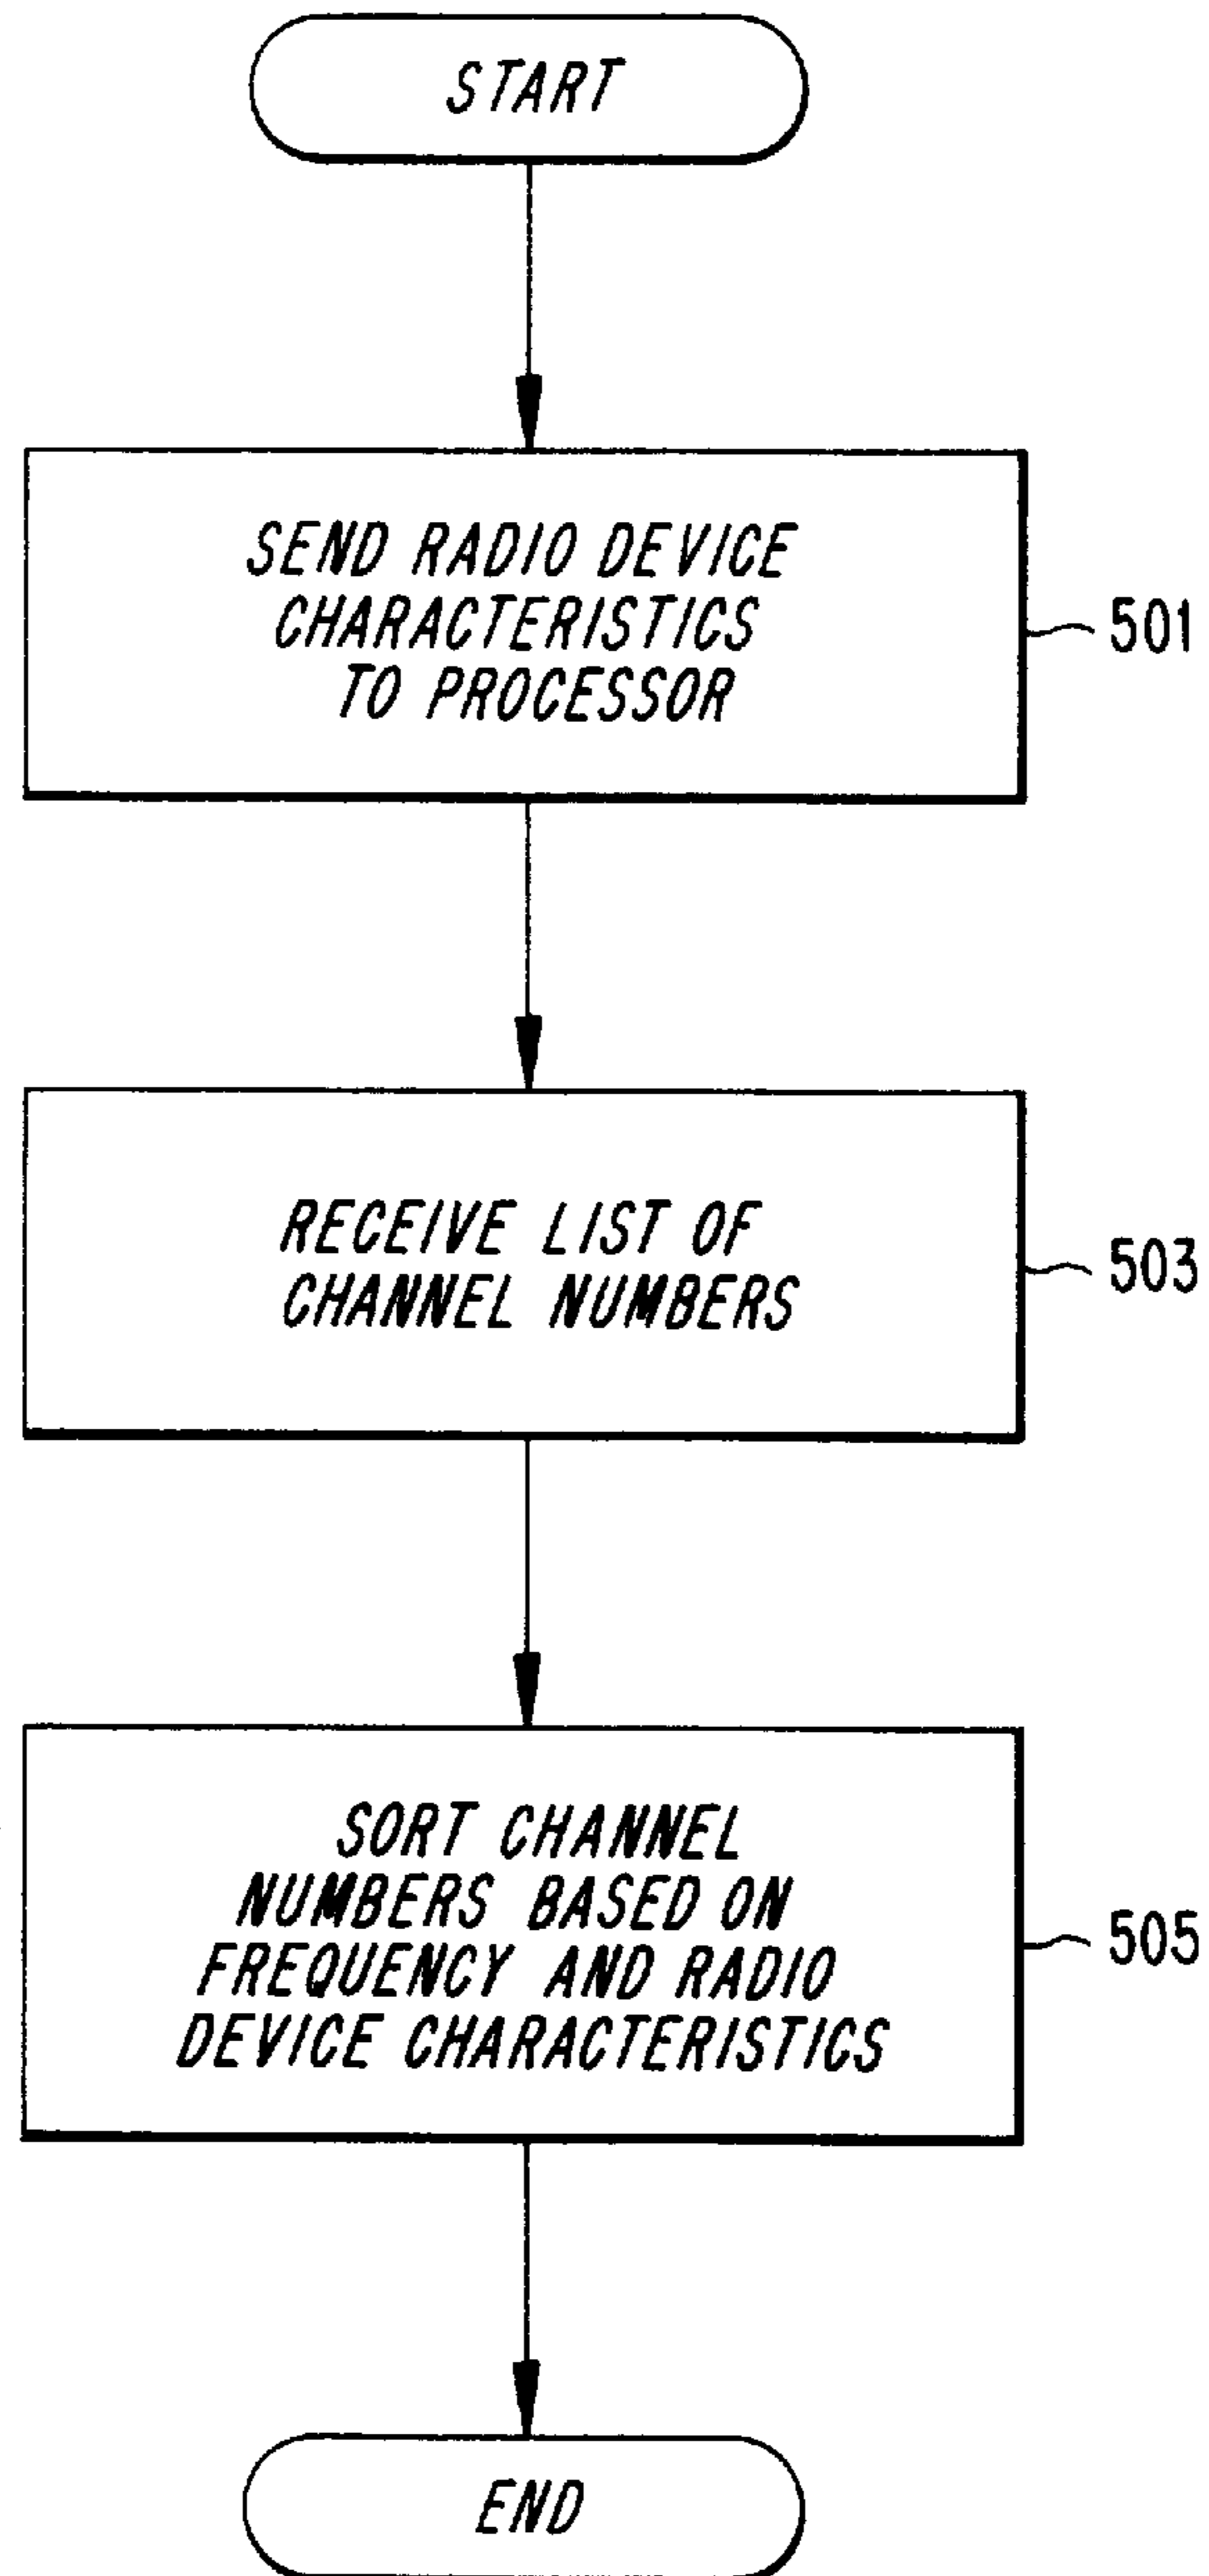 START
SEND RADIO DEVICE
CHARACTERISTICS
TO PROCESSOR
501
RECEIVE LIST OF
CHANNEL NUMBERS
503
SORT CHANNEL
NUMBERS BASED ON
FREQUENCY AND RADIO
DEVICE CHARACTERISTICS
505
END